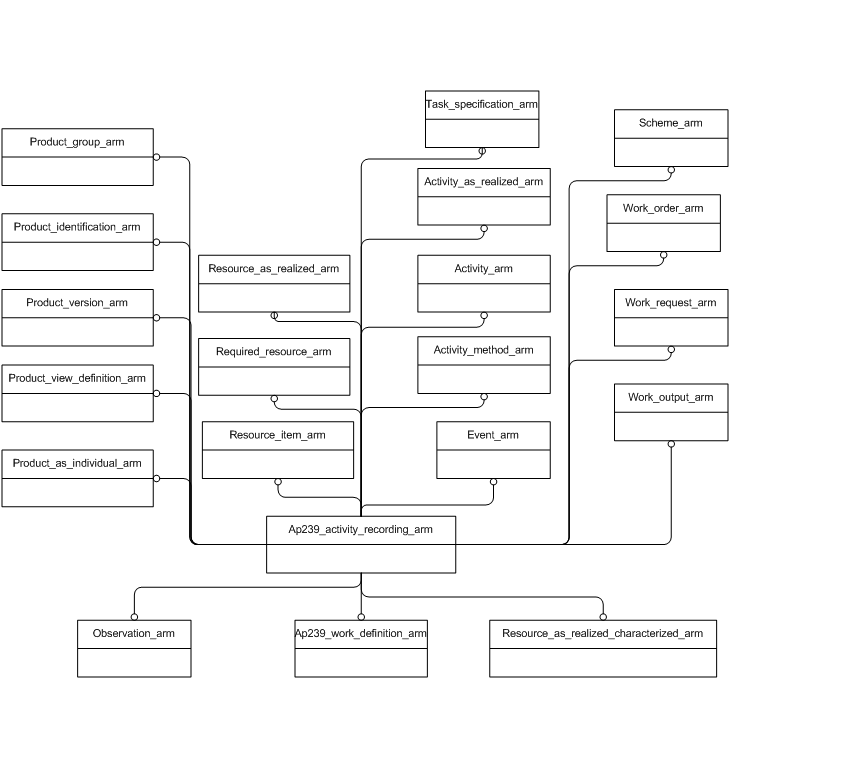 Task_specification_arm
Scheme_arm
Product_group_arm
Activity_as_realized_arm
Work_order_arm
Product_identification_arm
Resource_as_realized_arm
Activity_arm
Product_version_arm
Work_request_arm
Required_resource_arm
Activity_method_arm
Product_view_definition_arm
Work_output_arm
Resource_item_arm
Event_arm
Product_as_individual_arm
Ap239_activity_recording_arm
Observation_arm
Ap239_work_definition_arm
Resource_as_realized_characterized_arm